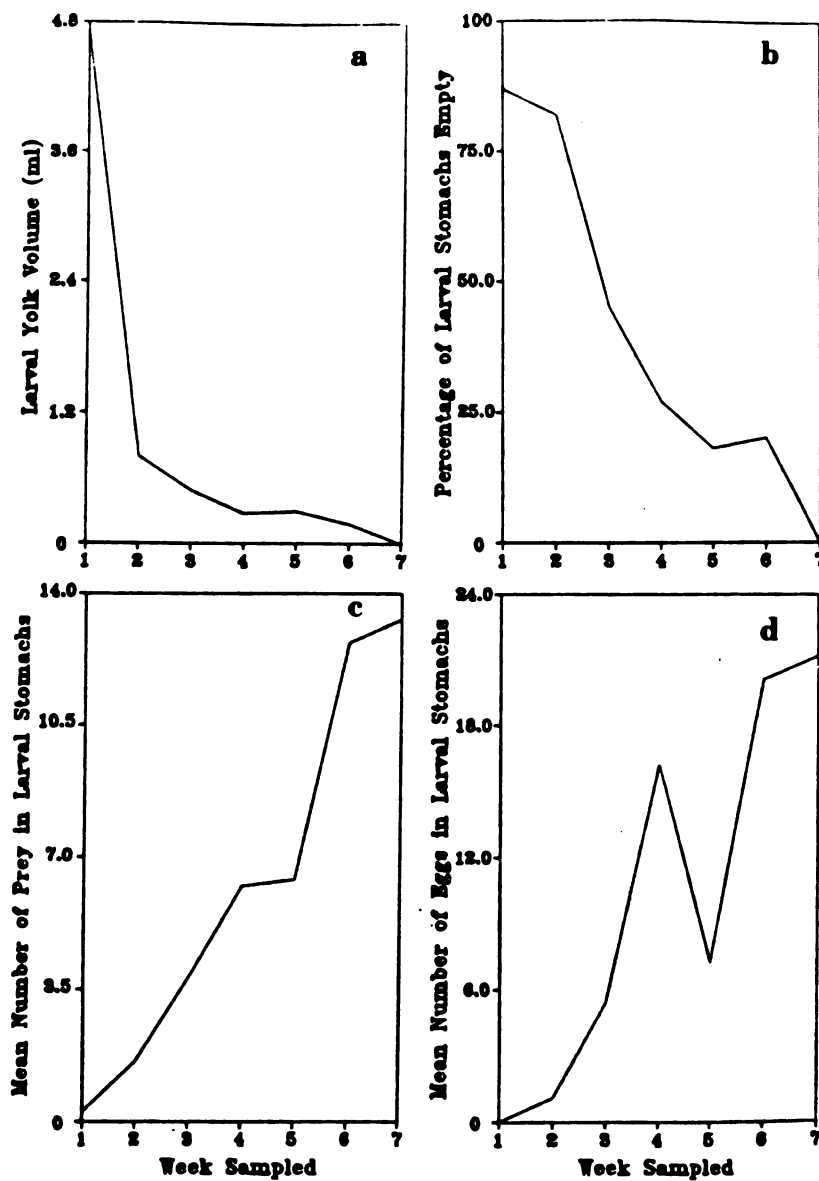 a
Larval Yolk Volume (ml)
4.8
3.6
2.4
1.2
0
1 2 3 4 5 6 7
b
Percentage of Larval Stomachs Empty
100
75.0
50.0
25.0
0
1 2 3 4 5 6 7
c
Mean Number of Prey in Larval Stomachs
14.0
10.5
7.0
3.5
0
1 2 3 4 5 6 7
Week Sampled
d
Mean Number of Eggs in Larval Stomachs
24.0
18.0
12.0
6.0
0
1 2 3 4 5 6 7
Week Sampled